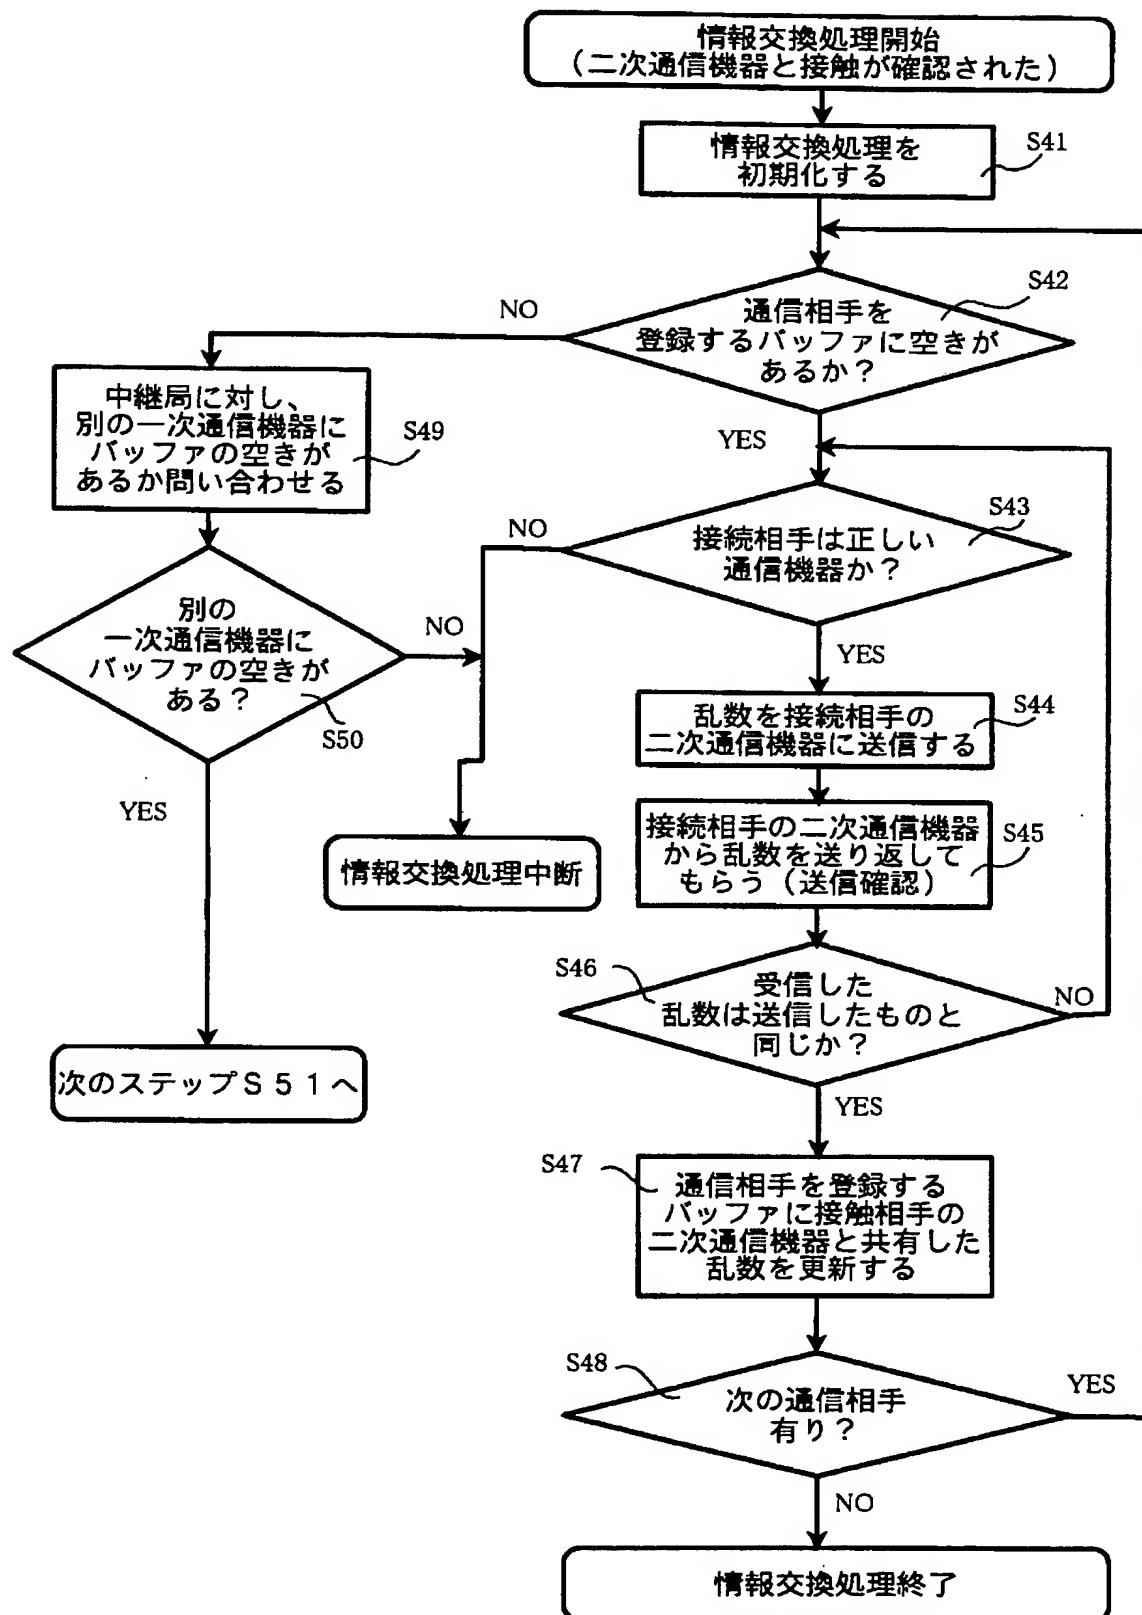 情報交換処理開始
（二次通信機器と接触が確認された）
情報交換処理を
初期化する
S41
通信相手を
登録するバッファに空きが
あるか？
S42
NO
YES
中継局に対し、
別の一次通信機器に
バッファの空きが
あるか問い合わせる
S49
接続相手は正しい
通信機器か？
S43
NO
YES
別の
一次通信機器に
バッファの空きが
ある？
S50
NO
YES
乱数を接続相手の
二次通信機器に送信する
S44
接続相手の二次通信機器
から乱数を送り返して
もらう（送信確認）
S45
情報交換処理中断
S46
受信した
乱数は送信したものと
同じか？
NO
YES
次のステップＳ５１へ
S47
通信相手を登録する
バッファに接触相手の
二次通信機器と共有した
乱数を更新する
S48
次の通信相手
有り？
YES
NO
情報交換処理終了